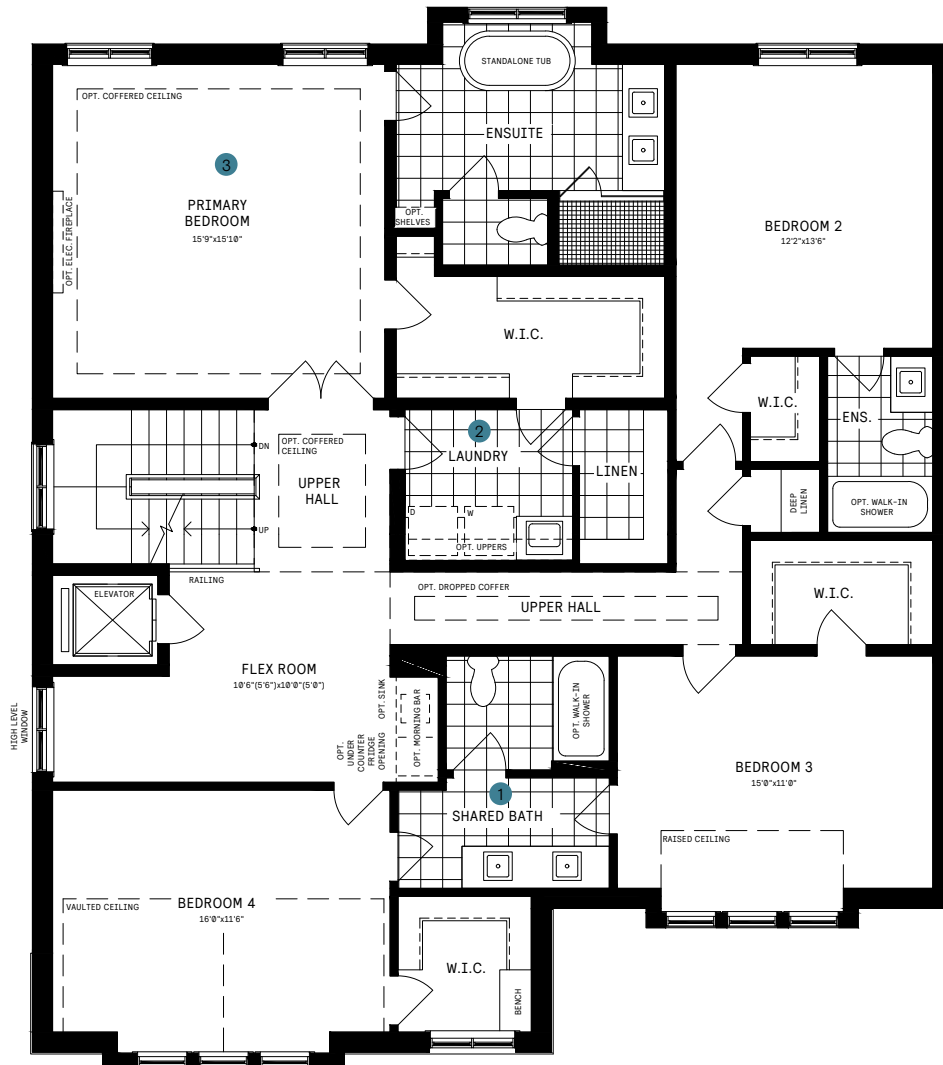 STANDALONE TUB
OPT. COFFERED CEILING
ENSUITE
3
PRIMARY
BEDROOM
15'9"x15'10"
OPT. ELEC. FIREPLACE
OPT.
SHELVES
BEDROOM 2
12'2"x13'6"
W.I.C.
W.I.C.
ENS.
OPT. WALK-IN
SHOWER
DN
OPT. COFFERED
CEILING
UPPER
HALL
UP
2
LAUNDRY
LINEN
D
W
OPT. UPPERS
DEEP
LINEN
RAILING
ELEVATOR
OPT. DROPPED COFFER
UPPER HALL
W.I.C.
FLEX ROOM
10'6"(5'6")x10'0"(5'0")
HIGH LEVEL
WINDOW
OPT.
UNDER
COUNTER
FRIDGE
OPENING
OPT. SINK
OPT. MORNING BAR
OPT. WALK-IN
SHOWER
1
SHARED BATH
BEDROOM 3
15'0"x11'0"
RAISED CEILING
VAULTED CEILING
BEDROOM 4
16'0"x11'6"
W.I.C.
BENCH